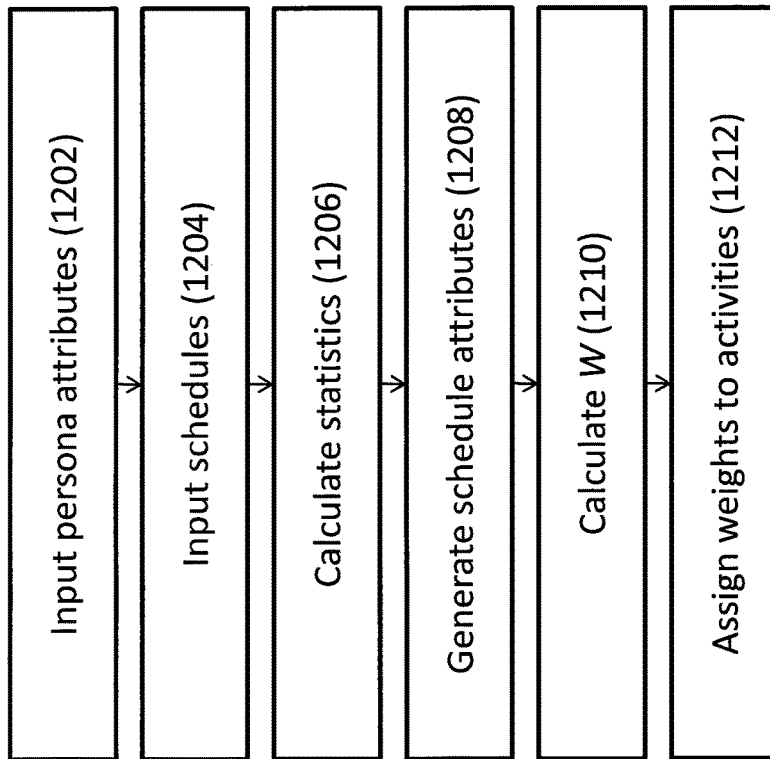 Input persona attributes (1202)
Input schedules (1204)
Calculate statistics (1206)
Generate schedule attributes (1208)
Calculate W (1210)
Assign weights to activities (1212)